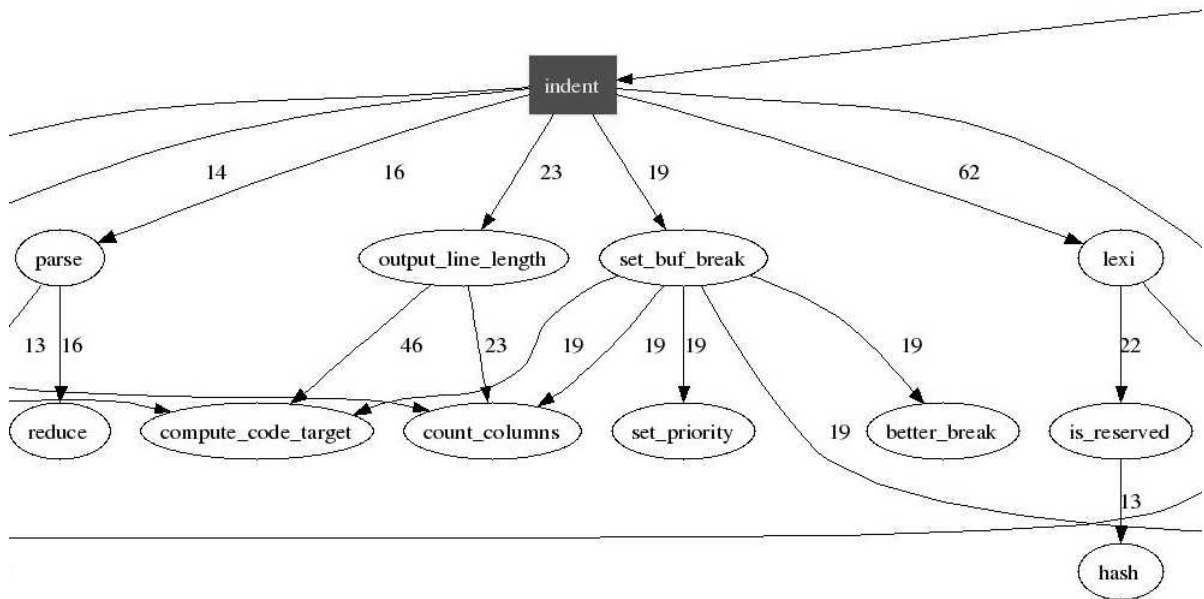 indent
14 16 23 19 62
parse output_line_length set_buf_break lexi
13 16 46 23 19 19 19 19 22
reduce compute_code_target count_columns set_priority 19 better_break is_reserved
13
hash